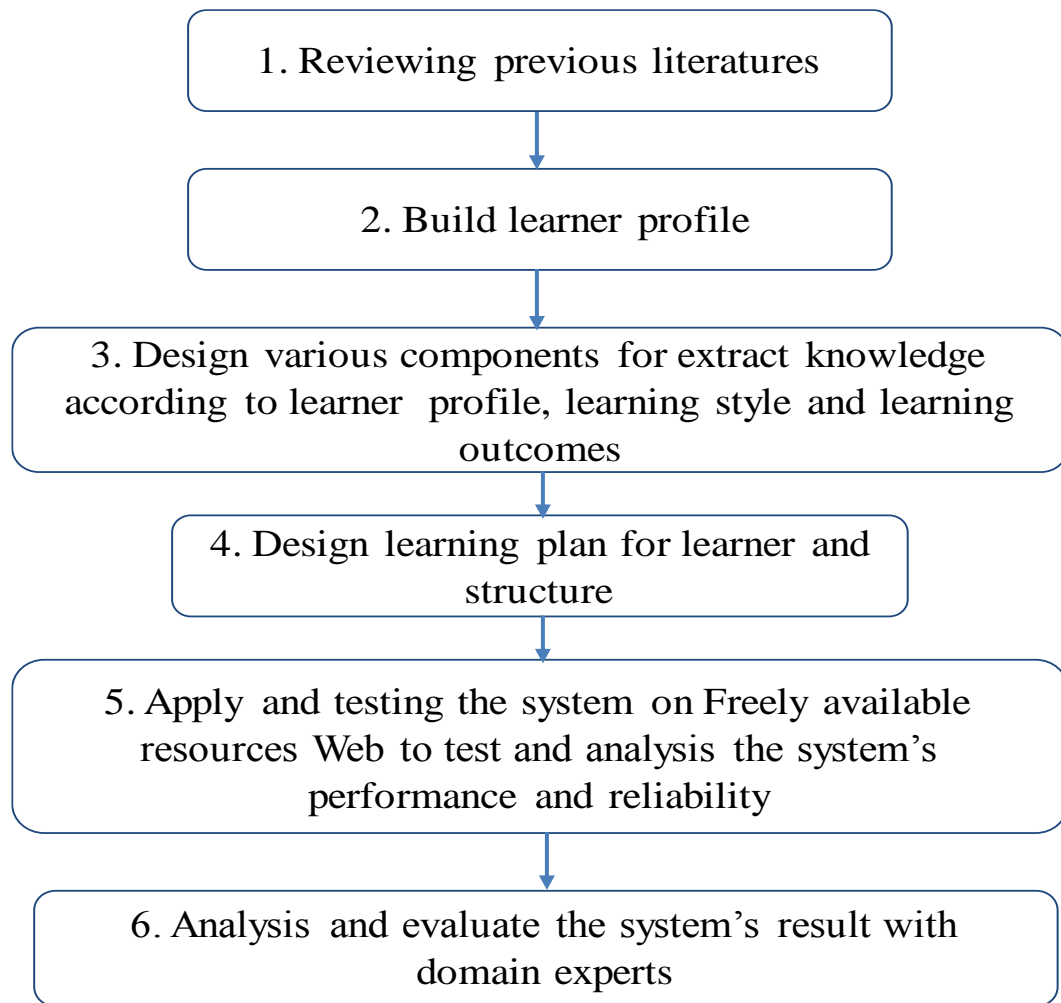 1. Reviewing previous literatures
2. Build learner profile
3. Design various components for extract knowledge
according to learner profile, learning style and learning
outcomes
4. Design learning plan for learner and
structure
5. Apply and testing the system on Freely available
resources Web to test and analysis the system’s
performance and reliability
6. Analysis and evaluate the system’s result with
domain experts